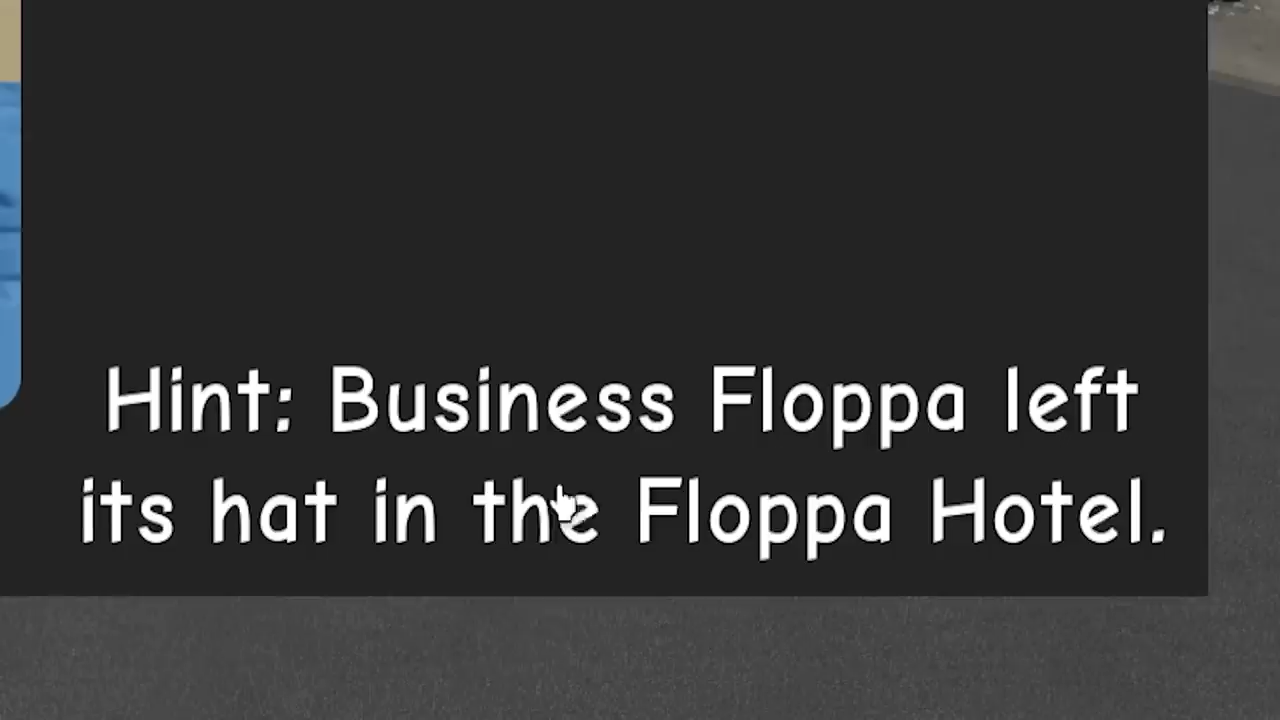 Hint: Business Floppa left
its hat in the Floppa Hotel.